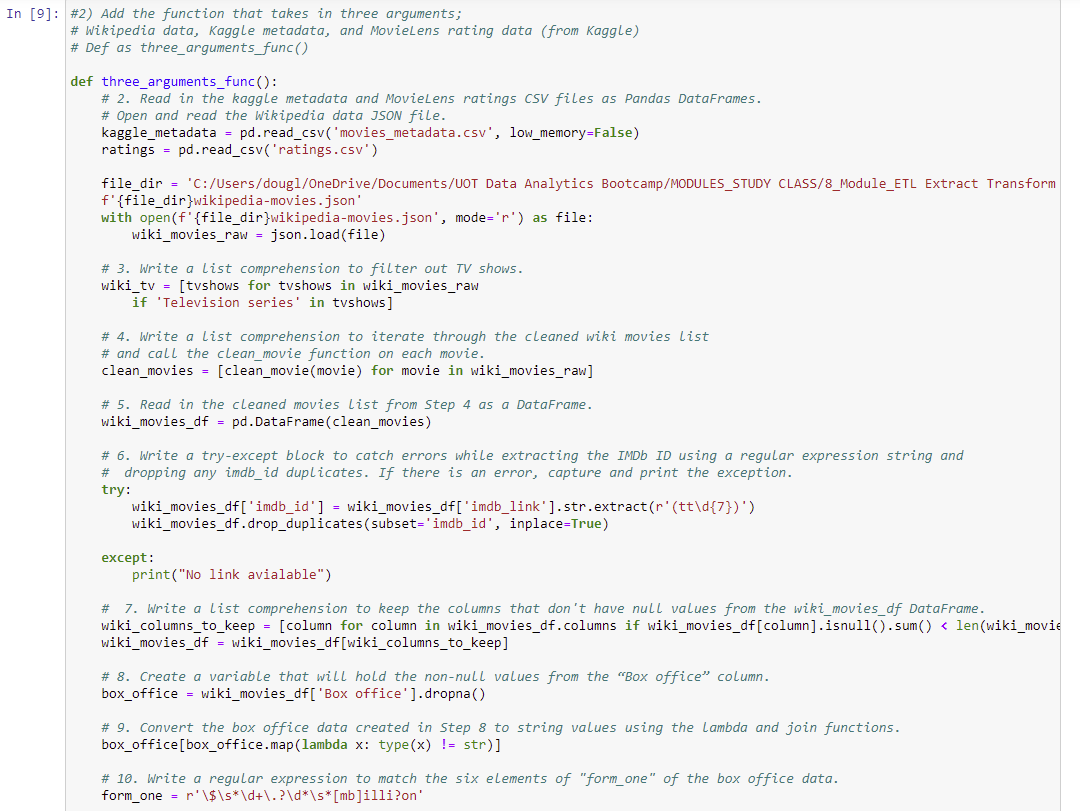 In [9]: #2) Add the function that takes in three arguments;
# Wikipedia data, Kaggle metadata, and MovieLens rating data (from Kaggle)
# Def as three_arguments_func()
def three_arguments_func():
# 2. Read in the kaggle metadata and MovieLens ratings CSV files as Pandas DataFrames.
# Open and read the Wikipedia data JSON file.
kaggle_metadata = pd.read_csv('movies_metadata.csv', low_memory=False)
ratings = pd.read_csv('ratings.csv')
file_dir = 'C:/Users/dougl/OneDrive/Documents/UOT Data Analytics Bootcamp/MODULES_STUDY CLASS/8_Module_ETL Extract Transform
f'{file_dir}wikipedia-movies.json'
with open(f'{file_dir}wikipedia-movies.json', mode='r') as file:
wiki_movies_raw = json.load(file)
# 3. Write a list comprehension to filter out TV shows.
wiki_tv = [tvshows for tvshows in wiki_movies_raw
if 'Television series' in tvshows]
# 4. Write a list comprehension to iterate through the cleaned wiki movies list
# and call the clean_movie function on each movie.
clean_movies = [clean_movie(movie) for movie in wiki_movies_raw]
# 5. Read in the cleaned movies list from Step 4 as a DataFrame.
wiki_movies_df = pd.DataFrame(clean_movies)
# 6. Write a try-except block to catch errors while extracting the IMDb ID using a regular expression string and
#  dropping any imdb_id duplicates. If there is an error, capture and print the exception.
try:
wiki_movies_df['imdb_id'] = wiki_movies_df['imdb_link'].str.extract(r'(tt\d{7})')
wiki_movies_df.drop_duplicates(subset='imdb_id', inplace=True)
except:
print("No link avialable")
#  7. Write a list comprehension to keep the columns that don't have null values from the wiki_movies_df DataFrame.
wiki_columns_to_keep = [column for column in wiki_movies_df.columns if wiki_movies_df[column].isnull().sum() < len(wiki_movie
wiki_movies_df = wiki_movies_df[wiki_columns_to_keep]
# 8. Create a variable that will hold the non-null values from the “Box office” column.
box_office = wiki_movies_df['Box office'].dropna()
# 9. Convert the box office data created in Step 8 to string values using the lambda and join functions.
box_office[box_office.map(lambda x: type(x) != str)]
# 10. Write a regular expression to match the six elements of "form_one" of the box office data.
form_one = r'\$\s*\d+\.?\d*\s*[mb]illi?on'